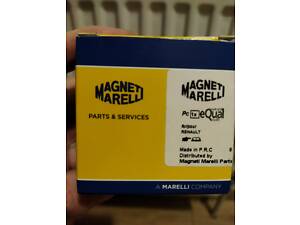 MAGNETI
MARELLI
PARTS & SERVICES
MAGNETI
MARELLI
eQual
RENAULT
Made in P.R.C
Distributed by
Magneti Marelli Parts
A MARELLI COMPANY